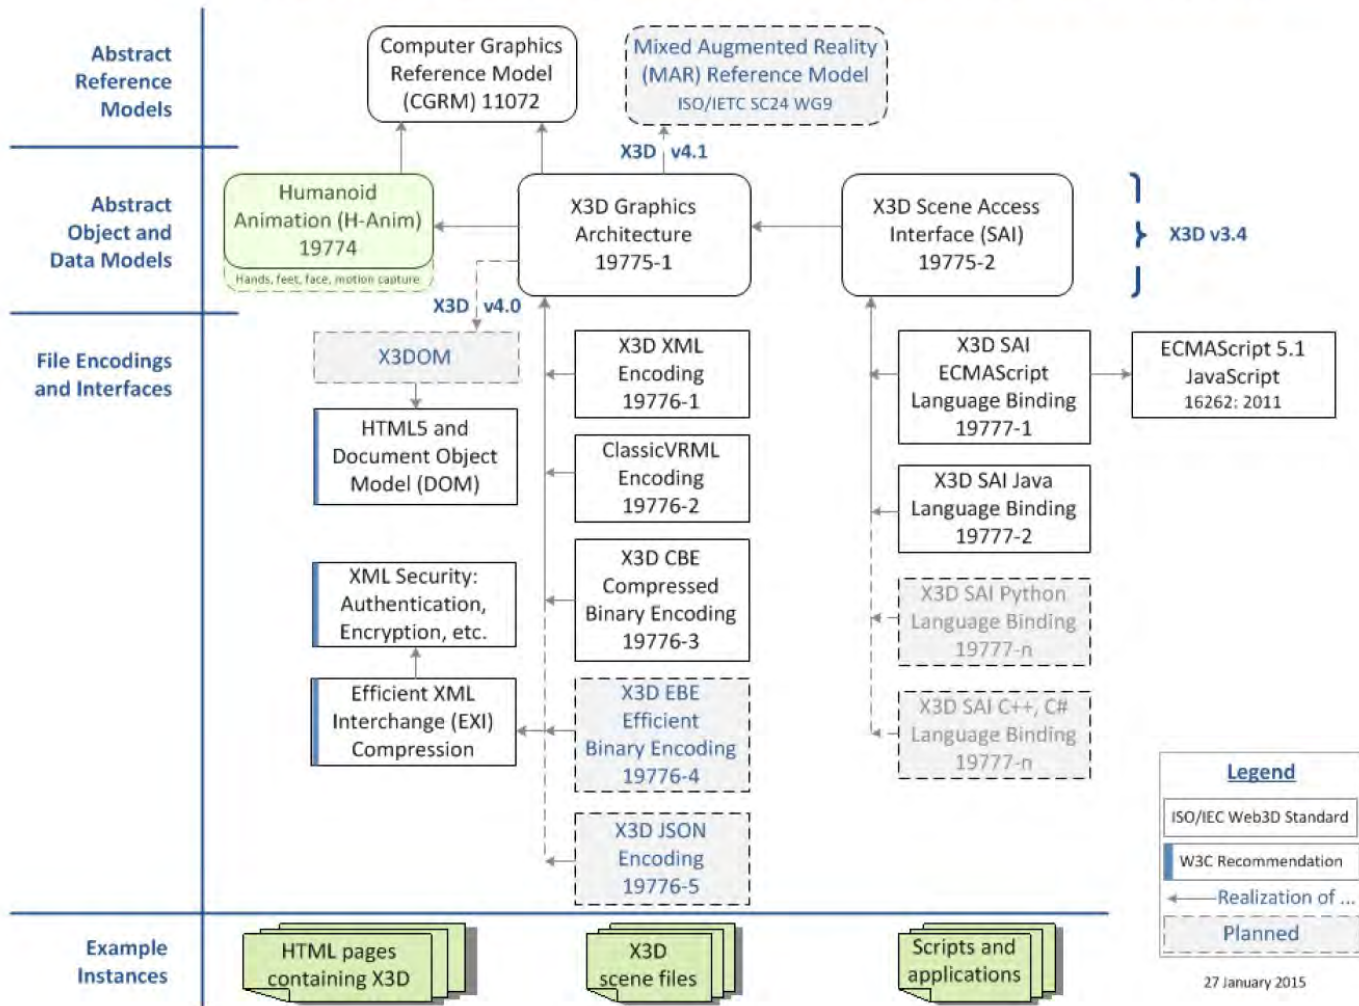 Abstract
Reference
Models
Computer Graphics
Reference Model
(CGRM) 11072
Mixed Augmented Reality
(MAR) Reference Model
ISO/IETC SC24 WG9
X3D v4.1
Abstract
Object and
Data Models
Humanoid
Animation (H-Anim)
19774
Hands, feet, face, motion capture
X3D Graphics
Architecture
19775-1
X3D Scene Access
Interface (SAI)
19775-2
X3D v3.4
X3D v4.0
File Encodings
and Interfaces
X3DOM
HTML5 and
Document Object
Model (DOM)
XML Security:
Authentication,
Encryption, etc.
Efficient XML
Interchange (EXI)
Compression
X3D XML
Encoding
19776-1
ClassicVRML
Encoding
19776-2
X3D CBE
Compressed
Binary Encoding
19776-3
X3D EBE
Efficient
Binary Encoding
19776-4
X3D JSON
Encoding
19776-5
X3D SAI
ECMAScript
Language Binding
19777-1
X3D SAI Java
Language Binding
19777-2
X3D SAI Python
Language Binding
19777-n
X3D SAI C++, C#
Language Binding
19777-n
ECMAScript 5.1
JavaScript
16262: 2011
Legend
ISO/IEC Web3D Standard
W3C Recommendation
Realization of ...
Planned
27 January 2015
Example
Instances
HTML pages
containing X3D
X3D
scene files
Scripts and
applications